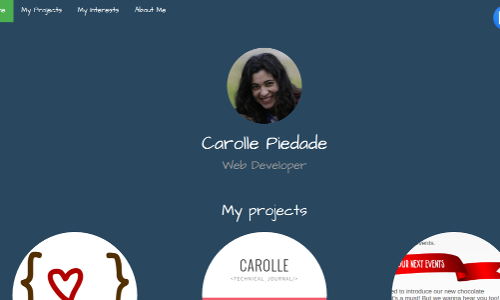 My Projects My Interests About Me
Carolle Piedade
Web Developer
My projects
{ }
CAROLLE
<TECHNICAL JOURNAL/>
events.
OUR NEXT EVENTS
ed to introduce our new chocolate
's a must! But we wanna hear you too!